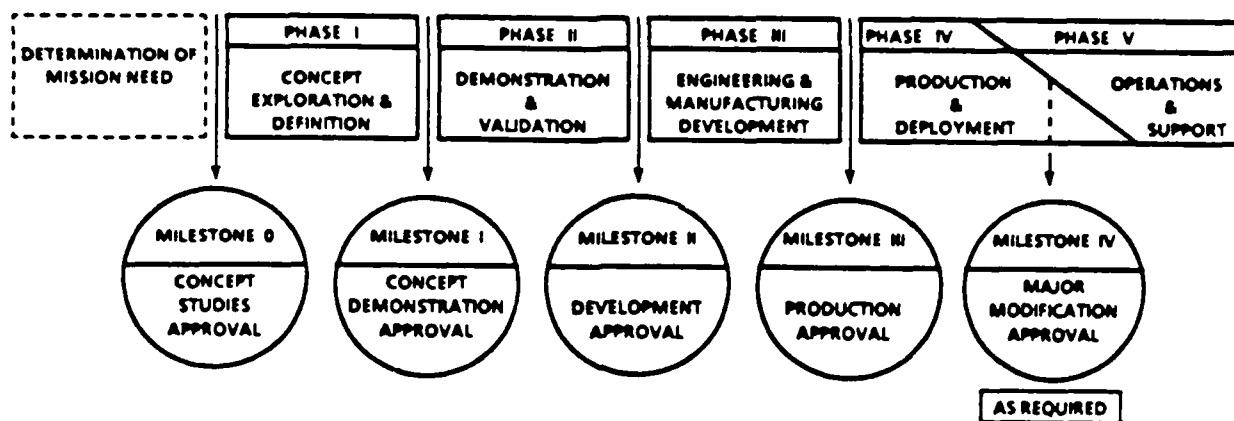 DETERMINATION OF
MISSION NEED
PHASE I
CONCEPT
EXPLORATION &
DEFINITION
PHASE II
DEMONSTRATION
&
VALIDATION
PHASE III
ENGINEERING &
MANUFACTURING
DEVELOPMENT
PHASE IV
PRODUCTION
&
DEPLOYMENT
PHASE V
OPERATIONS
&
SUPPORT
MILESTONE 0
CONCEPT
STUDIES
APPROVAL
MILESTONE I
CONCEPT
DEMONSTRATION
APPROVAL
MILESTONE II
DEVELOPMENT
APPROVAL
MILESTONE III
PRODUCTION
APPROVAL
MILESTONE IV
MAJOR
MODIFICATION
APPROVAL
AS REQUIRED